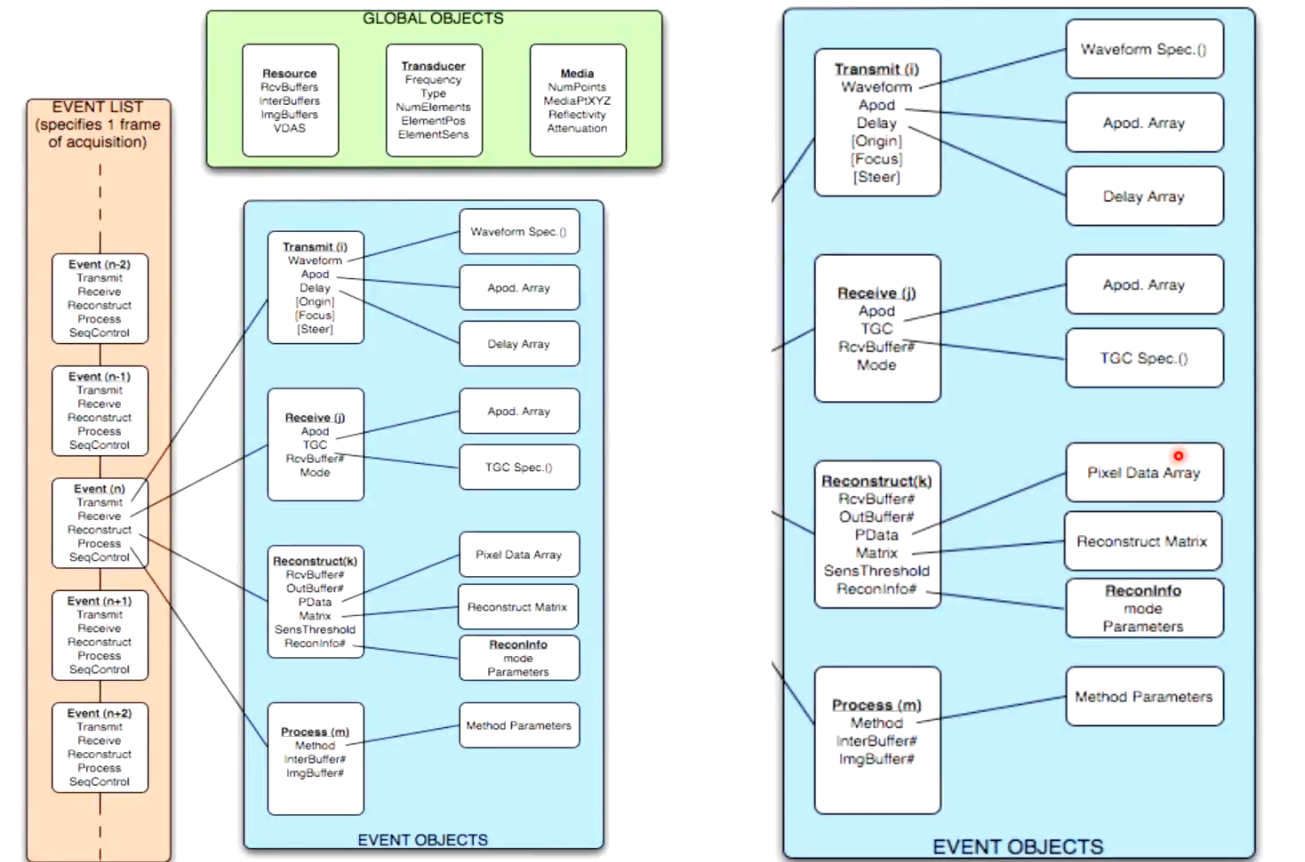 GLOBAL OBJECTS
Resource
RcvBuffers
InterBuffers
ImgBuffers
VDAS
Transducer
Frequency
Type
NumElements
ElementPos
ElementSens
Media
NumPoints
MediaPtXYZ
Reflectivity
Attenuation
EVENT LIST
(specifies 1 frame
of acquisition)
Event (n-2)
Transmit
Receive
Reconstruct
Process
SeqControl
Event (n-1)
Transmit
Receive
Reconstruct
Process
SeqControl
Event (n)
Transmit
Receive
Reconstruct
Process
SeqControl
Event (n+1)
Transmit
Receive
Reconstruct
Process
SeqControl
Event (n+2)
Transmit
Receive
Reconstruct
Process
SeqControl
Transmit (i)
Waveform
Apod
Delay
[Origin]
[Focus]
[Steer]
Waveform Spec.()
Apod. Array
Delay Array
Receive (j)
Apod
TGC
RcvBuffer#
Mode
Apod. Array
TGC Spec.()
Reconstruct(k)
RcvBuffer#
OutBuffer#
PData
Matrix
SensThreshold
ReconInfo#
Pixel Data Array
Reconstruct Matrix
ReconInfo
mode
Parameters
Process (m)
Method
InterBuffer#
ImgBuffer#
Method Parameters
EVENT OBJECTS
Transmit (i)
Waveform
Apod
Delay
[Origin]
[Focus]
[Steer]
Waveform Spec.()
Apod. Array
Delay Array
Receive (j)
Apod
TGC
RcvBuffer#
Mode
Apod. Array
TGC Spec.()
Reconstruct(k)
RcvBuffer#
OutBuffer#
PData
Matrix
SensThreshold
ReconInfo#
Pixel Data Array
Reconstruct Matrix
ReconInfo
mode
Parameters
Process (m)
Method
InterBuffer#
ImgBuffer#
Method Parameters
EVENT OBJECTS